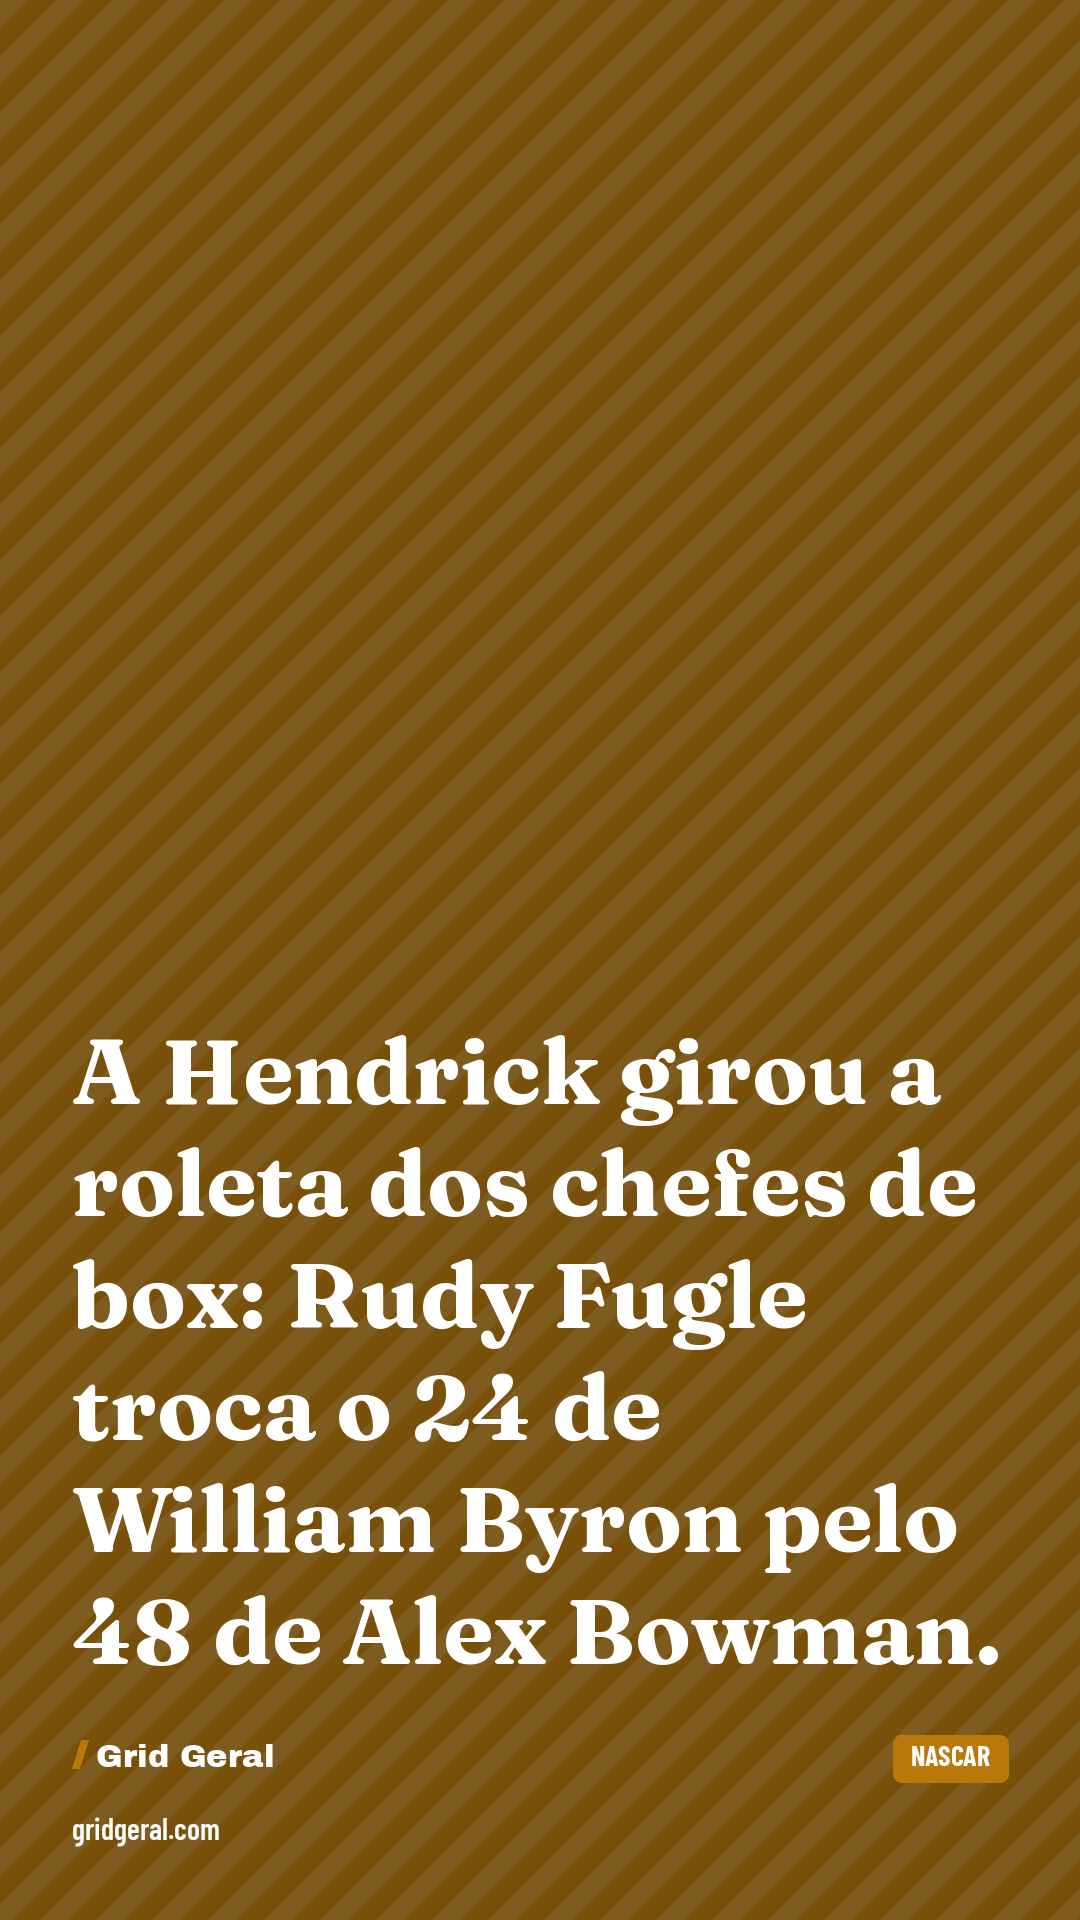 A Hendrick girou a
roleta dos chefes de
box: Rudy Fugle
troca o 24 de
William Byron pelo
48 de Alex Bowman.
/ Grid Geral
NASCAR
gridgeral.com